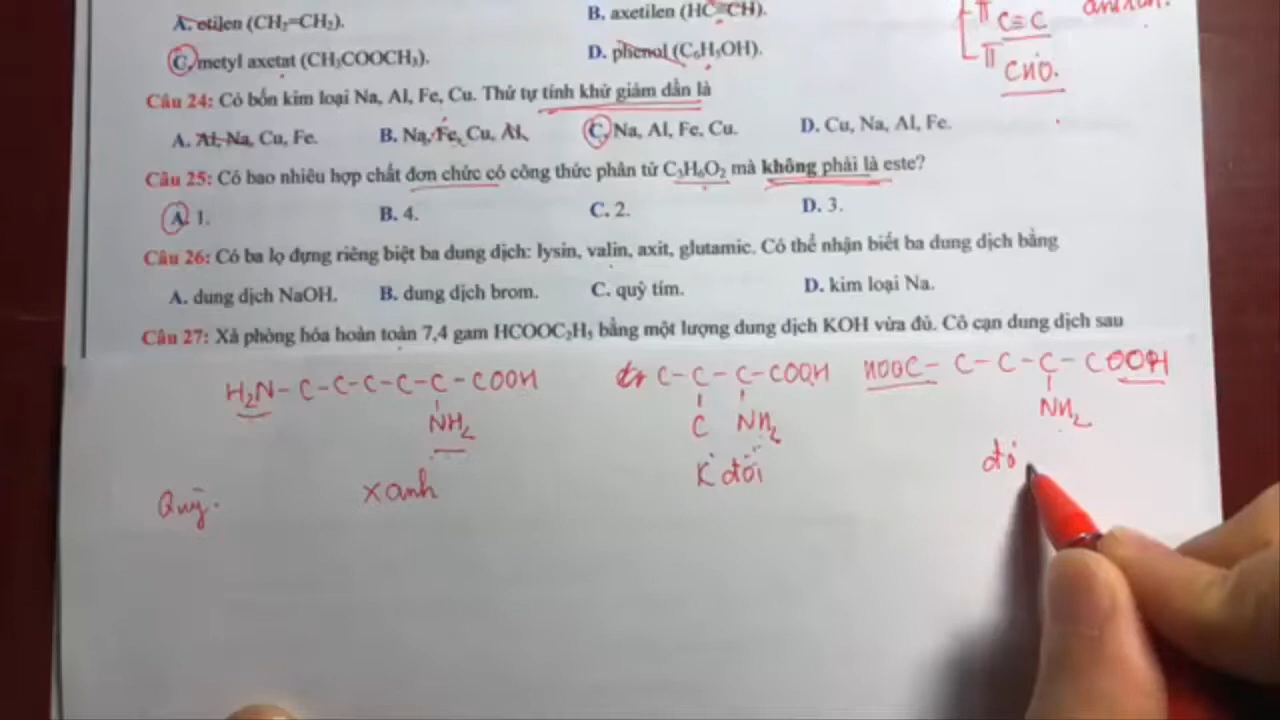 A. etilen (CH₂=CH₂). B. axetilen (HC≡CH).
C. metyl axetat (CH₃COOCH₃). D. phenol (C₆H₅OH).
π C≡C
π CHO.
Câu 24: Có bốn kim loại Na, Al, Fe, Cu. Thứ tự tính khử giảm dần là
A. Al, Na, Cu, Fe. B. Na, Fe, Cu, Al. C. Na, Al, Fe, Cu. D. Cu, Na, Al, Fe.
Câu 25: Có bao nhiêu hợp chất đơn chức có công thức phân tử C₃H₆O₂ mà không phải là este?
A. 1. B. 4. C. 2. D. 3.
Câu 26: Có ba lọ đựng riêng biệt ba dung dịch: lysin, valin, axit, glutamic. Có thể nhận biết ba dung dịch bằng
A. dung dịch NaOH. B. dung dịch brom. C. quỳ tím. D. kim loại Na.
Câu 27: Xà phòng hóa hoàn toàn 7,4 gam HCOOC₂H₅ bằng một lượng dung dịch KOH vừa đủ. Cô cạn dung dịch sau
H₂N-C-C-C-C-C-COOH C-C-C-COOH HOOC-C-C-C-COOH
NH₂ C NH₂ NH₂
Quỳ. xanh K đổi đỏ